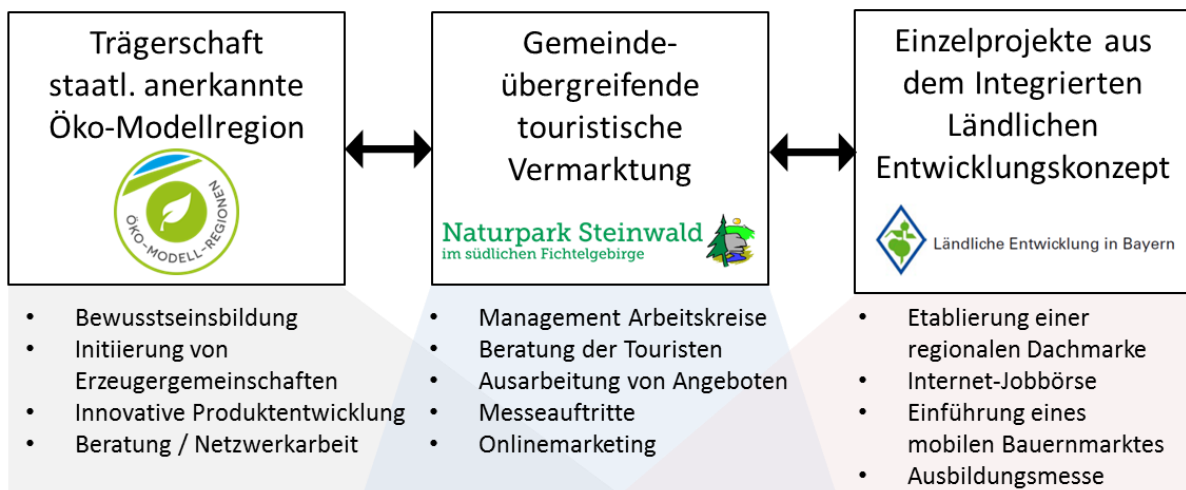 Trägerschaft
staatl. anerkannte
Öko-Modellregion
ÖKO-MODELL-REGIONEN
Gemeinde-
übergreifende
touristische
Vermarktung
Naturpark Steinwald
im südlichen Fichtelgebirge
Einzelprojekte aus
dem Integrierten
Ländlichen
Entwicklungskonzept
Ländliche Entwicklung in Bayern
• Bewusstseinsbildung
• Initiierung von
Erzeugergemeinschaften
• Innovative Produktentwicklung
• Beratung / Netzwerkarbeit
• Management Arbeitskreise
• Beratung der Touristen
• Ausarbeitung von Angeboten
• Messeauftritte
• Onlinemarketing
• Etablierung einer
regionalen Dachmarke
• Internet-Jobbörse
• Einführung eines
mobilen Bauernmarktes
• Ausbildungsmesse